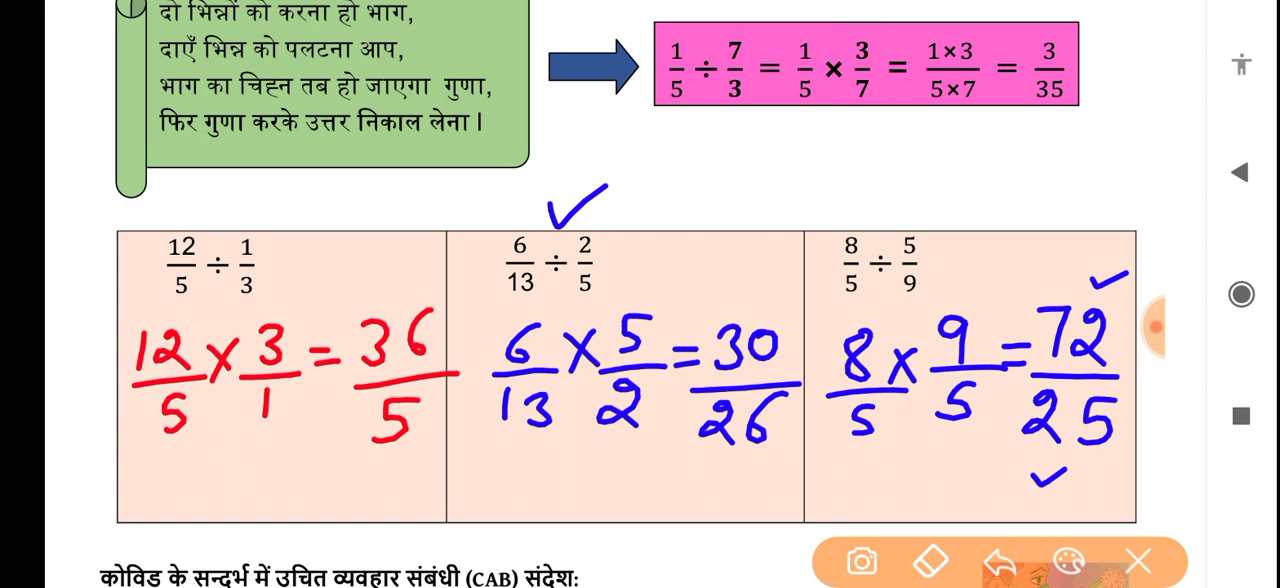 दो भिन्नों को करना हो भाग,
दाएँ भिन्न को पलटना आप,
भाग का चिह्न तब हो जाएगा गुणा,
फिर गुणा करके उत्तर निकाल लेना।
1/5 ÷ 7/3 = 1/5 × 3/7 = 1×3/5×7 = 3/35
12/5 ÷ 1/3
12/5 × 3/1 = 36/5
6/13 ÷ 2/5
6/13 × 5/2 = 30/26
8/5 ÷ 5/9
8/5 × 9/5 = 72/25
कोविड के सन्दर्भ में उचित व्यवहार संबंधी (CAB) संदेश: